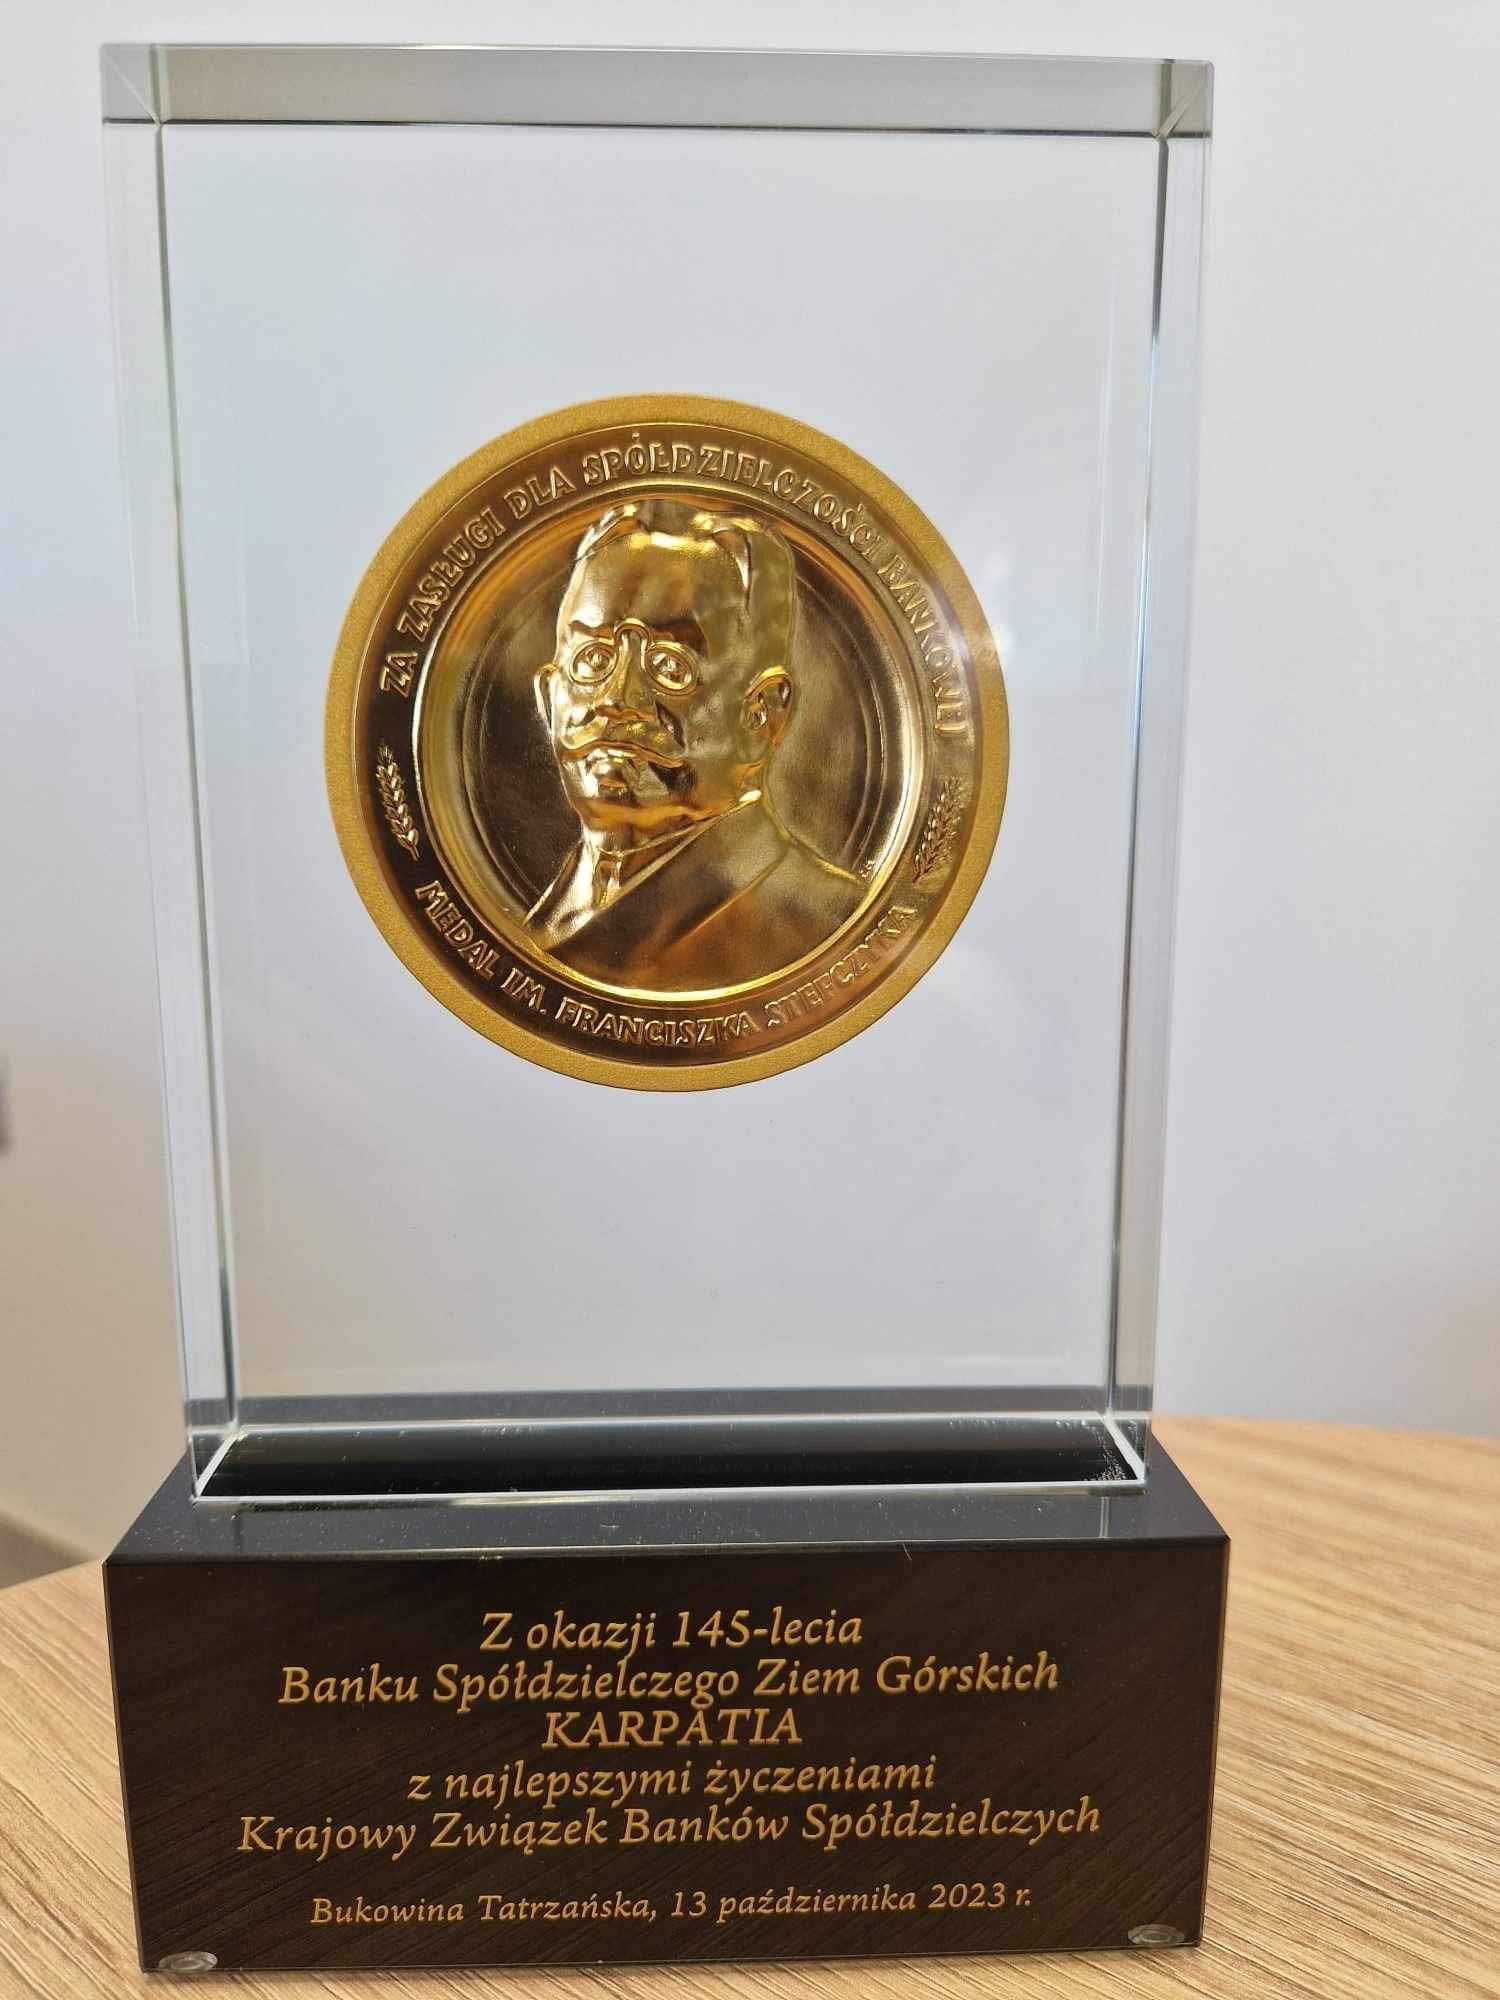 ZA ZASŁUGI DLA SPÓŁDZIELCZOŚCI BANKOWEJ
MEDAL IM. FRANCISZKA STEFCZYKA
Z okazji 145-lecia
Banku Spółdzielczego Ziem Górskich
KARPATIA
z najlepszymi życzeniami
Krajowy Związek Banków Spółdzielczych
Bukowina Tatrzańska, 13 października 2023 r.